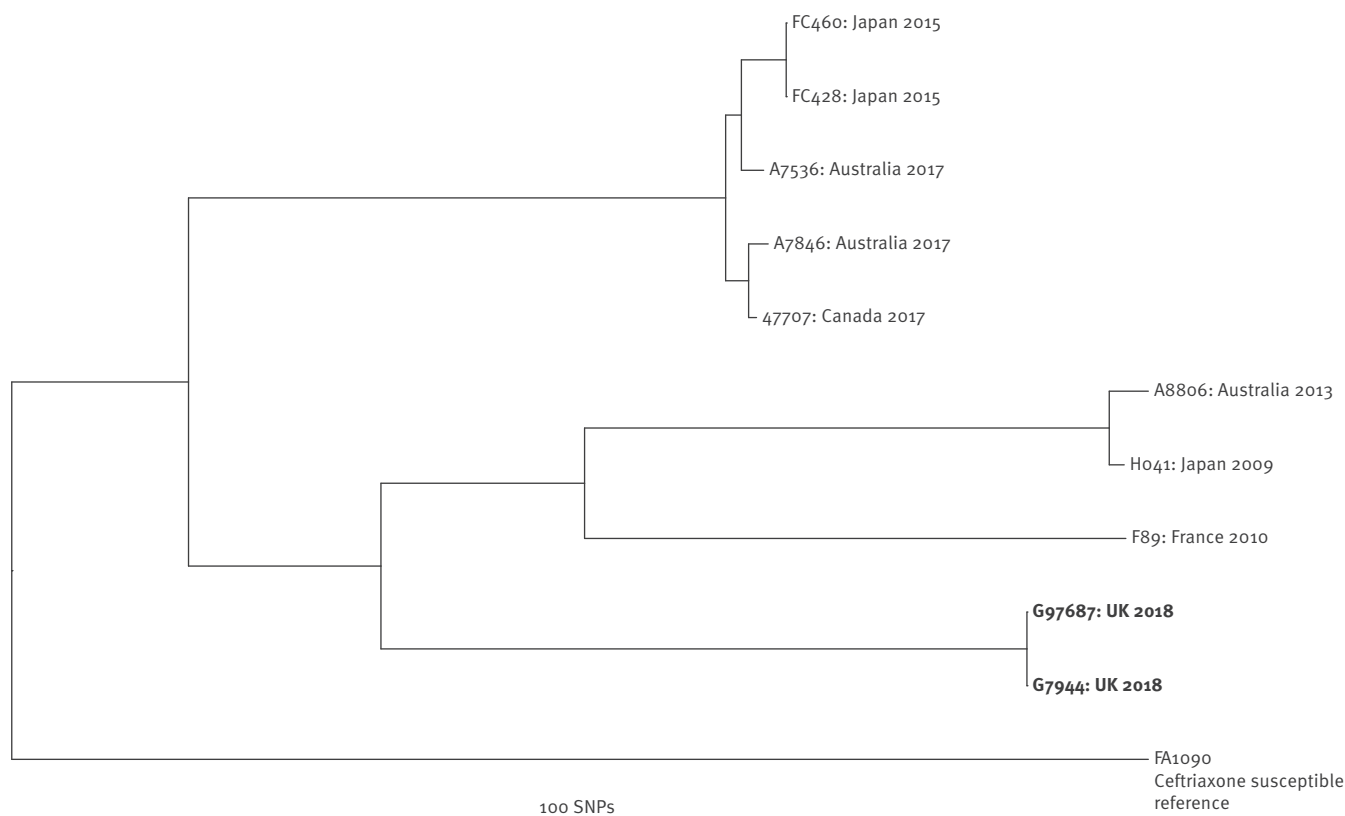 FC460: Japan 2015
FC428: Japan 2015
A7536: Australia 2017
A7846: Australia 2017
47707: Canada 2017
A8806: Australia 2013
H041: Japan 2009
F89: France 2010
G97687: UK 2018
G7944: UK 2018
FA1090
Ceftriaxone susceptible
reference
100 SNPs